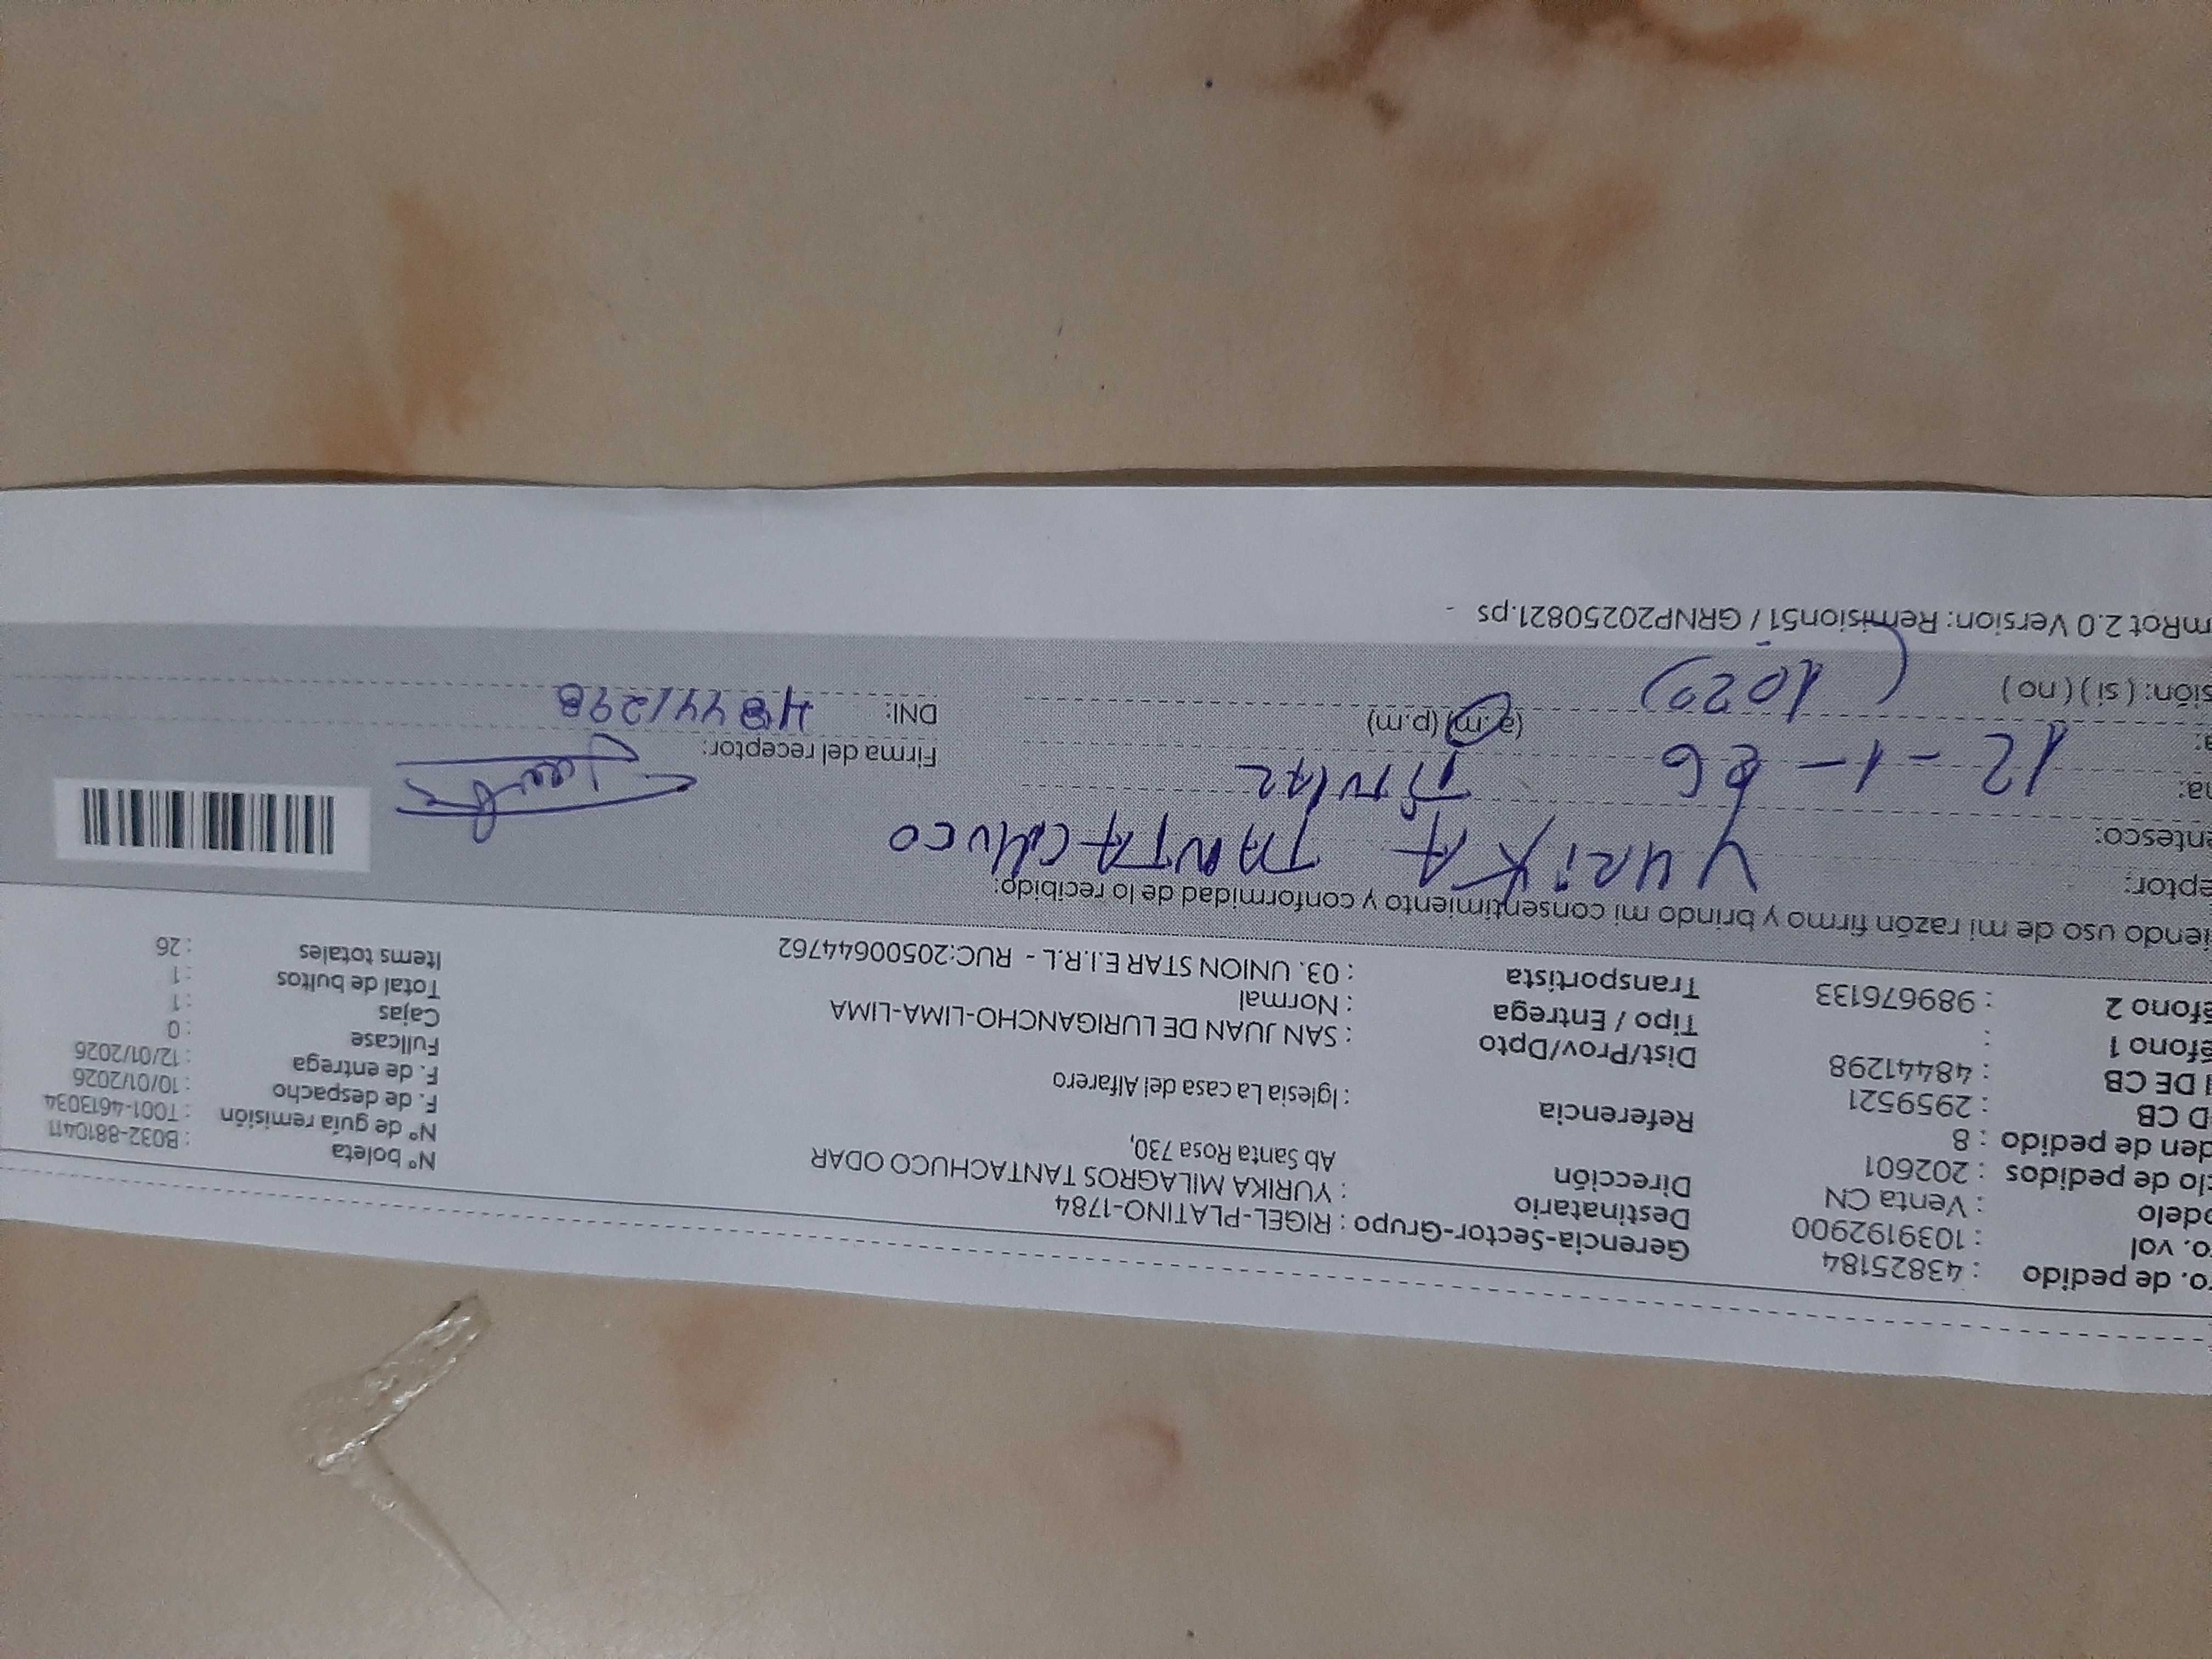 o. de pedido : 43825184
o. vol : 1039192900
odelo : Venta CN
clo de pedidos : 202601
den de pedido : 8
D CB : 2959521
I DE CB : 48441298
éfono 1 :
éfono 2 : 989676133
Gerencia-Sector-Grupo : RIGEL-PLATINO-1784
Destinatario : YURIKA MILAGROS TANTACHUCO ODAR
Dirección Ab Santa Rosa 730,
Referencia : Iglesia La casa del Alfarero
Dist/Prov/Dpto : SAN JUAN DE LURIGANCHO-LIMA-LIMA
Tipo / Entrega : Normal
Transportista : 03. UNION STAR E.I.R.L - RUC:20500644762
N° boleta : B032-8810411
N° de guía remisión : T001-4613034
F. de despacho : 10/01/2026
F. de entrega : 12/01/2026
Fullcase : 0
Cajas : 1
Total de bultos : 1
Items totales : 26
iendo uso de mi razón firmo y brindo mi consentimiento y conformidad de lo recibido:
eptor: YURIKA TANTACHUCO
entesco: Titular
ha: 12-1-26
a: (a.m) (p.m)
sión: ( si ) ( no ) (1020)
Firma del receptor:
DNI: 48441298
mRot 2.0 Version: Remision51 / GRNP20250821.ps -